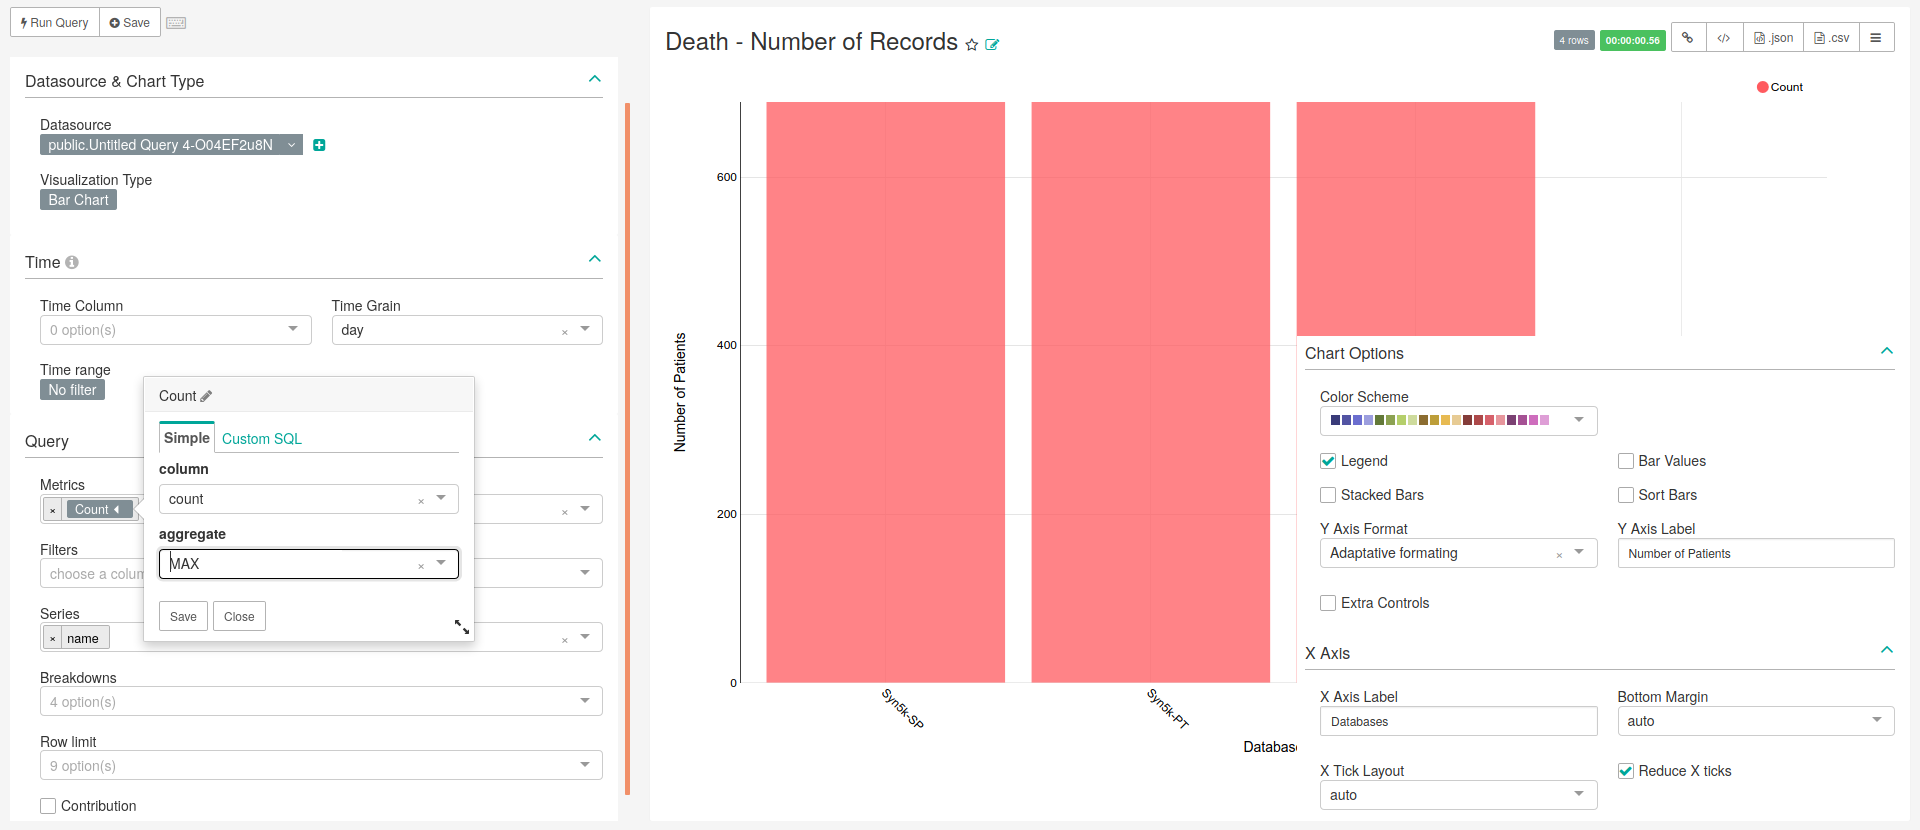 Run Query
Save
Datasource & Chart Type
Datasource
public.Untitled Query 4-O04EF2u8N
Visualization Type
Bar Chart
Time
Time Column
Time Grain
0 option(s)
day
×
Time range
No filter
Query
Metrics
×
Count
×
Filters
choose a colum
Series
×
name
×
Breakdowns
4 option(s)
Row limit
9 option(s)
Contribution
Count
Simple
Custom SQL
column
count
×
aggregate
MAX
×
Save
Close
Death - Number of Records
4 rows
00:00:00.56
</>
.json
.csv
Count
600
400
200
0
Number of Patients
Syn5k-SP
Syn5k-PT
Databas
Chart Options
Color Scheme
Legend
Bar Values
Stacked Bars
Sort Bars
Y Axis Format
Y Axis Label
Adaptative formating
×
Number of Patients
Extra Controls
X Axis
X Axis Label
Bottom Margin
Databases
auto
X Tick Layout
Reduce X ticks
auto